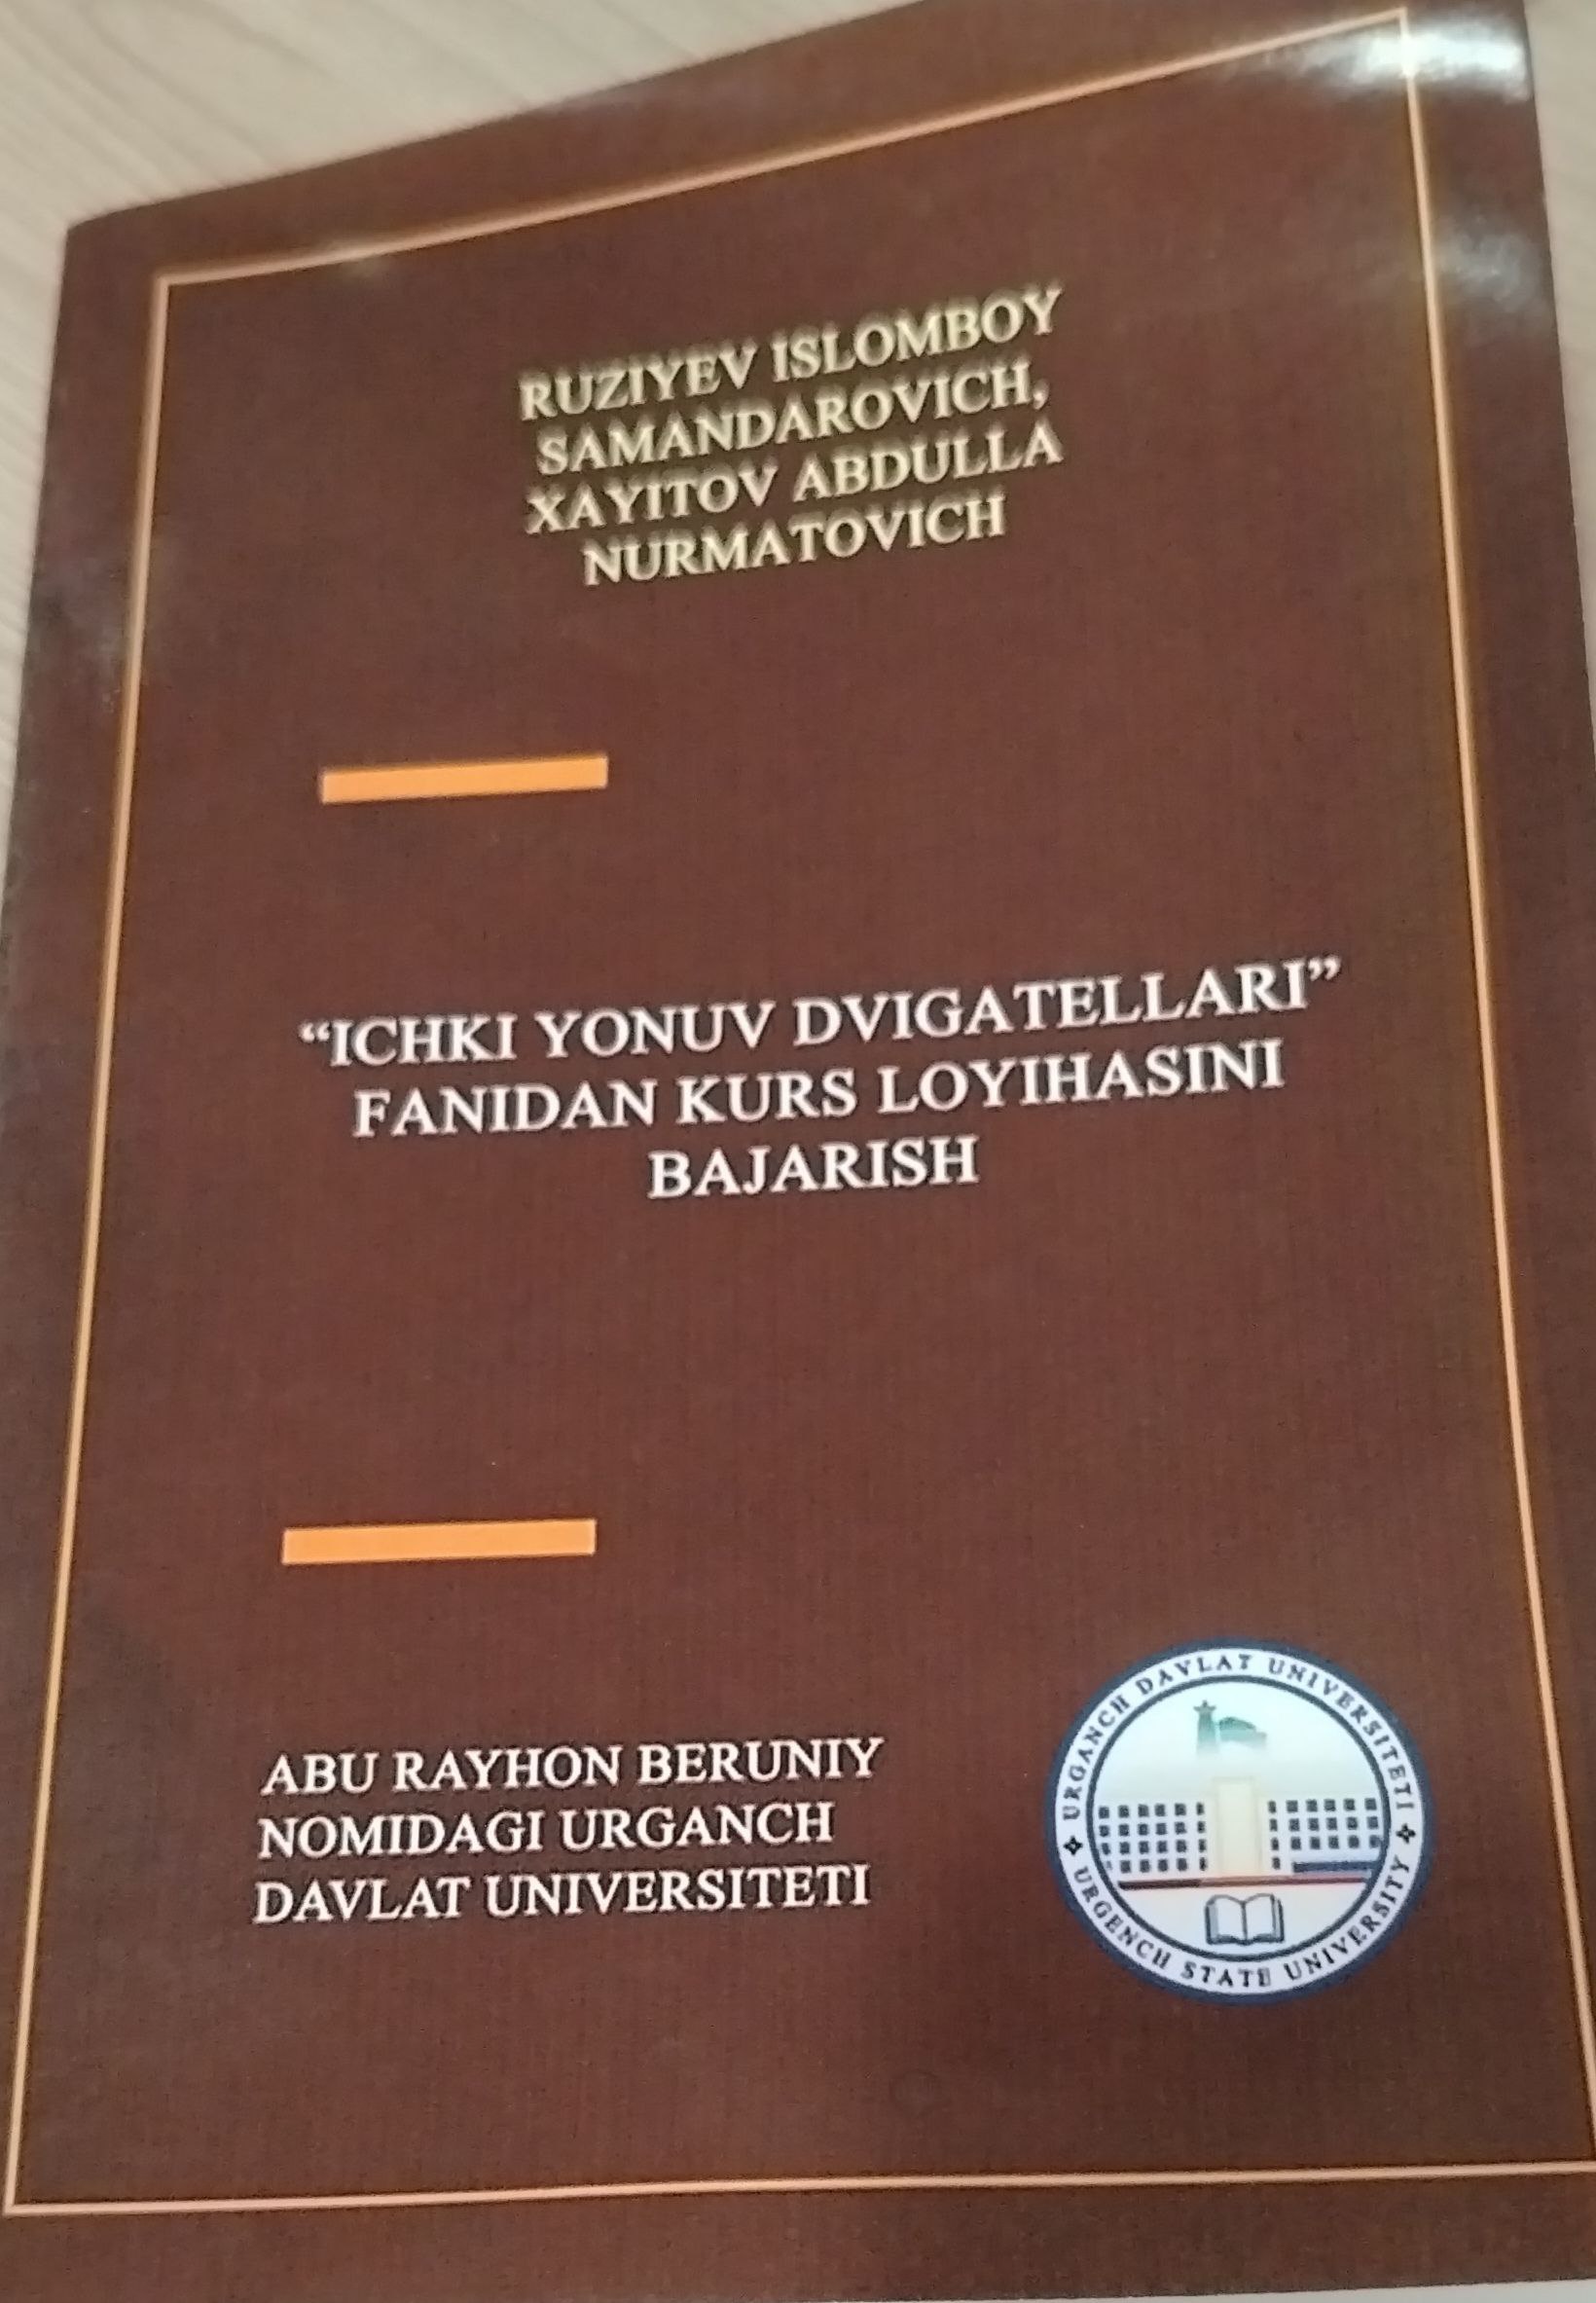 RUZIYEV ISLOMBOY
SAMANDAROVICH,
XAYITOV ABDULLA
NURMATOVICH
“ICHKI YONUV DVIGATELLARI”
FANIDAN KURS LOYIHASINI
BAJARISH
ABU RAYHON BERUNIY
NOMIDAGI URGANCH
DAVLAT UNIVERSITETI
URGANCH DAVLAT UNIVERSITETI
URGENCH STATE UNIVERSITY